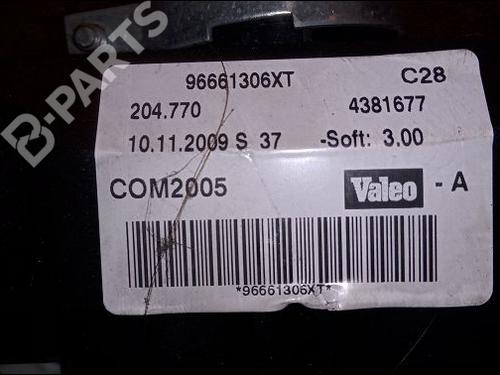 B-PARTS
96661306XT C28
204.770 4381677
10.11.2009 S 37 -Soft: 3.00
COM2005 Valeo - A
*96661306XT*